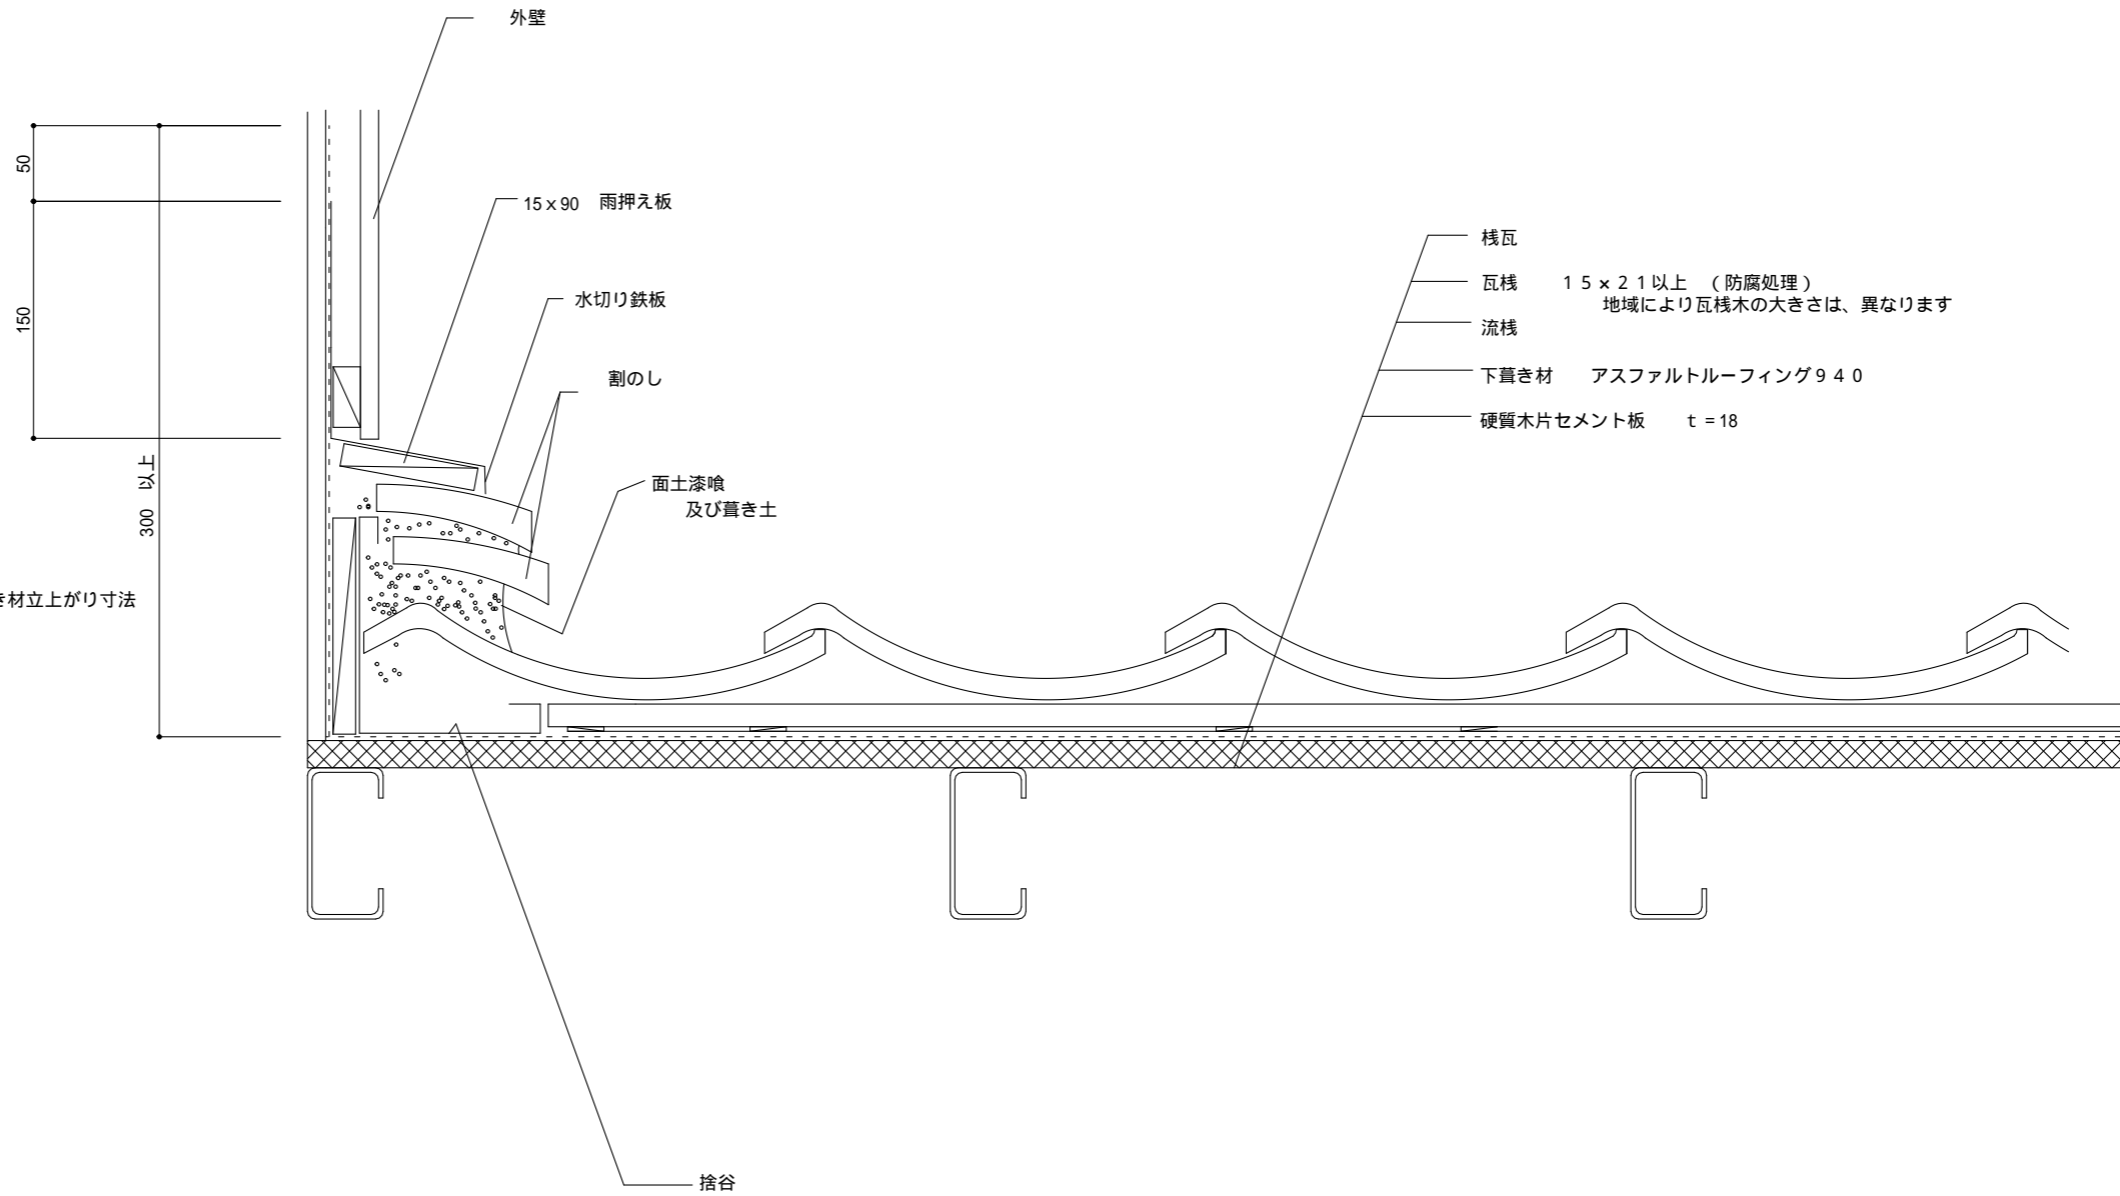 外壁
50
15×90 雨押え板
桟瓦
瓦桟 15×21以上 (防腐処理)
地域により瓦桟木の大きさは、異なります
水切り鉄板
150
流桟
割のし
下葺き材 アスファルトルーフィング940
硬質木片セメント板 t=18
300 以上
面土漆喰
及び葺き土
き材立上がり寸法
捨谷